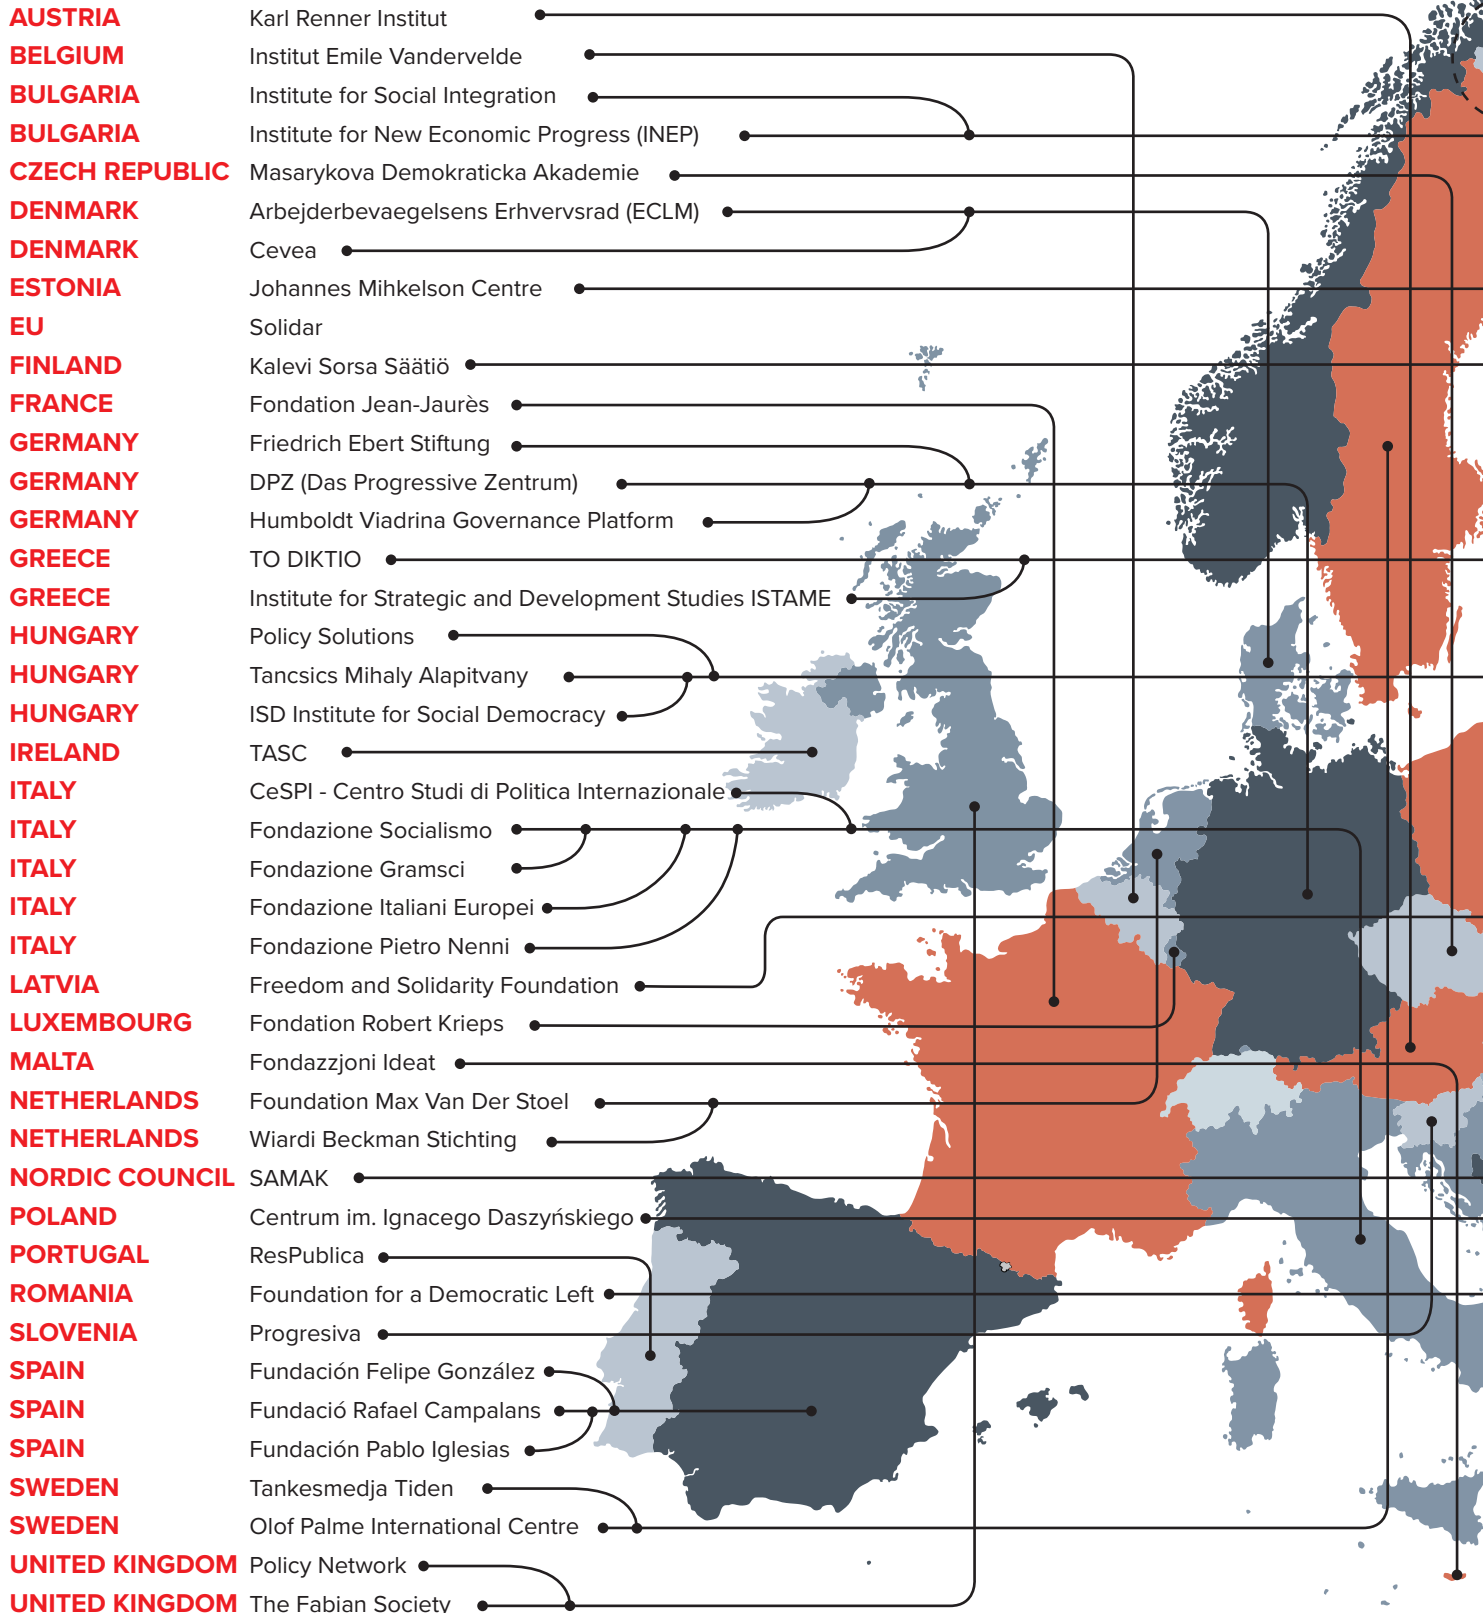 AUSTRIA Karl Renner Institut
BELGIUM Institut Emile Vandervelde
BULGARIA Institute for Social Integration
BULGARIA Institute for New Economic Progress (INEP)
CZECH REPUBLIC Masarykova Demokraticka Akademie
DENMARK Arbejderbevaegelsens Erhvervsrad (ECLM)
DENMARK Cevea
ESTONIA Johannes Mihkelson Centre
EU Solidar
FINLAND Kalevi Sorsa Säätiö
FRANCE Fondation Jean-Jaurès
GERMANY Friedrich Ebert Stiftung
GERMANY DPZ (Das Progressive Zentrum)
GERMANY Humboldt Viadrina Governance Platform
GREECE TO DIKTIO
GREECE Institute for Strategic and Development Studies ISTAME
HUNGARY Policy Solutions
HUNGARY Tancsics Mihaly Alapitvany
HUNGARY ISD Institute for Social Democracy
IRELAND TASC
ITALY CeSPI - Centro Studi di Politica Internazionale
ITALY Fondazione Socialismo
ITALY Fondazione Gramsci
ITALY Fondazione Italiani Europei
ITALY Fondazione Pietro Nenni
LATVIA Freedom and Solidarity Foundation
LUXEMBOURG Fondation Robert Krieps
MALTA Fondazzjoni Ideat
NETHERLANDS Foundation Max Van Der Stoel
NETHERLANDS Wiardi Beckman Stichting
NORDIC COUNCIL SAMAK
POLAND Centrum im. Ignacego Daszyńskiego
PORTUGAL ResPublica
ROMANIA Foundation for a Democratic Left
SLOVENIA Progresiva
SPAIN Fundación Felipe González
SPAIN Fundació Rafael Campalans
SPAIN Fundación Pablo Iglesias
SWEDEN Tankesmedja Tiden
SWEDEN Olof Palme International Centre
UNITED KINGDOM Policy Network
UNITED KINGDOM The Fabian Society